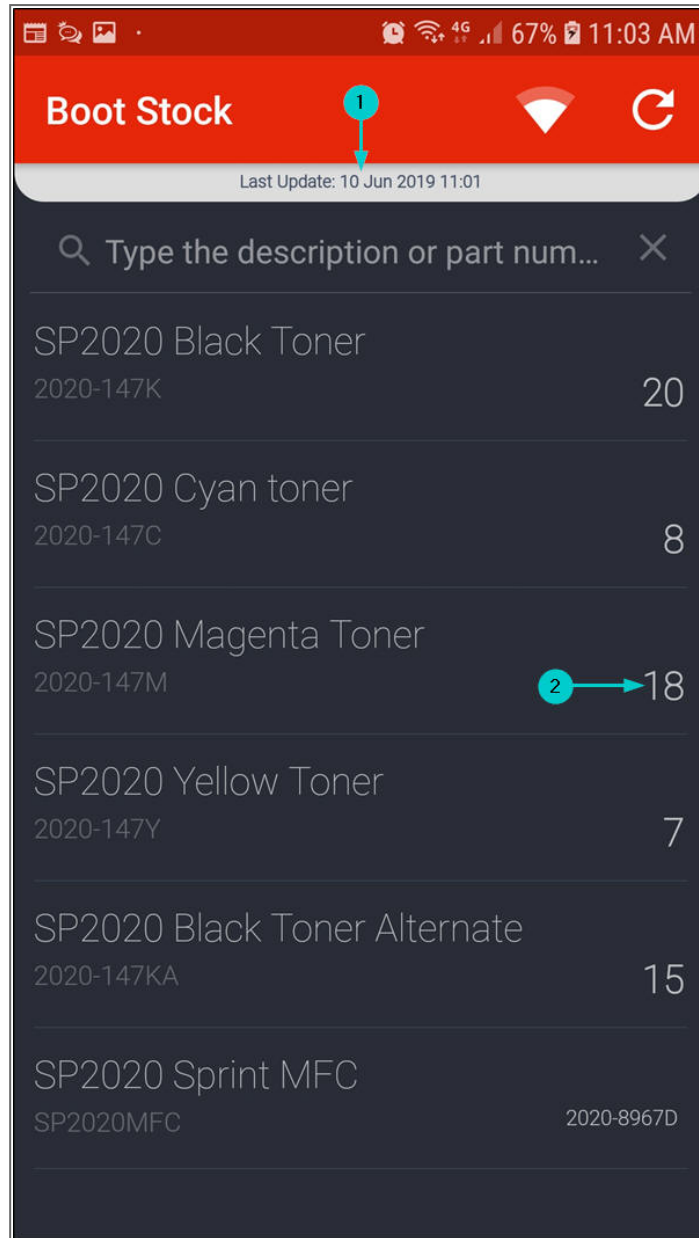 4G 67% 11:03 AM
Boot Stock
1
Last Update: 10 Jun 2019 11:01
Type the description or part num...
SP2020 Black Toner
2020-147K
20
SP2020 Cyan toner
2020-147C
8
SP2020 Magenta Toner
2020-147M
2
18
SP2020 Yellow Toner
2020-147Y
7
SP2020 Black Toner Alternate
2020-147KA
15
SP2020 Sprint MFC
SP2020MFC
2020-8967D